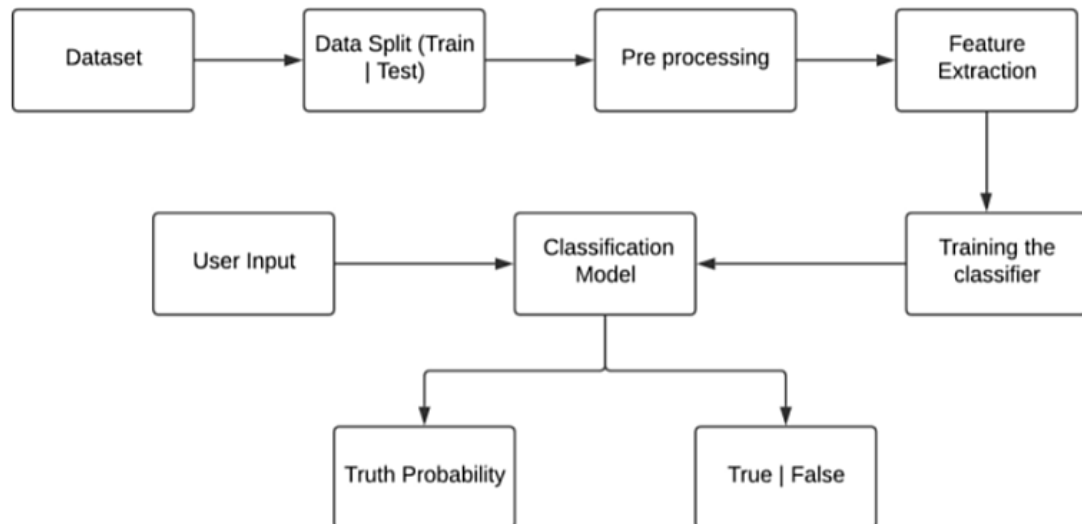 Dataset
Data Split (Train
| Test)
Pre processing
Feature
Extraction
User Input
Classification
Model
Training the
classifier
Truth Probability
True | False